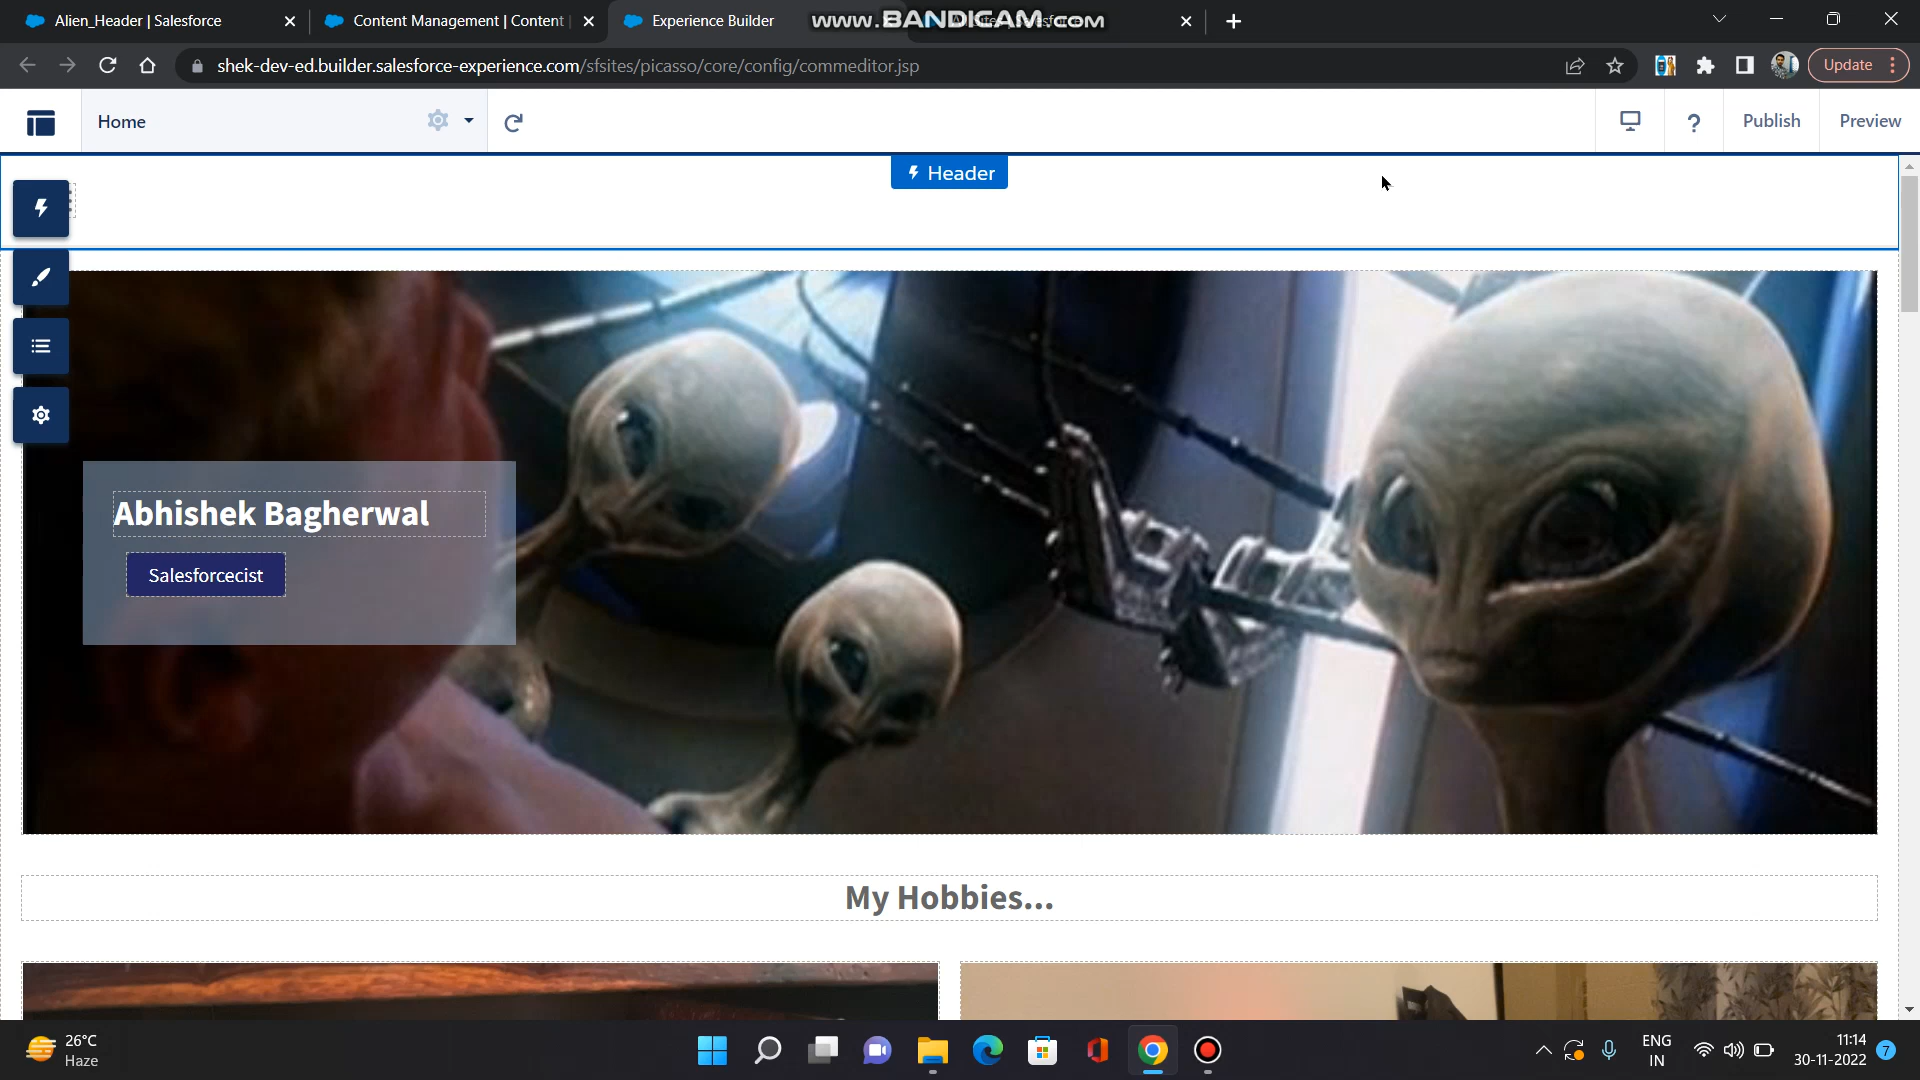 Alien_Header | Salesforce
Content Management | Content
Experience Builder
www.BANDICAM.COM
shek-dev-ed.builder.salesforce-experience.com/sfsites/picasso/core/config/commeditor.jsp
Update
Home
?
Publish
Preview
Header
Abhishek Bagherwal
Salesforcecist
My Hobbies...
26°C
Haze
ENG
IN
11:14
30-11-2022
7